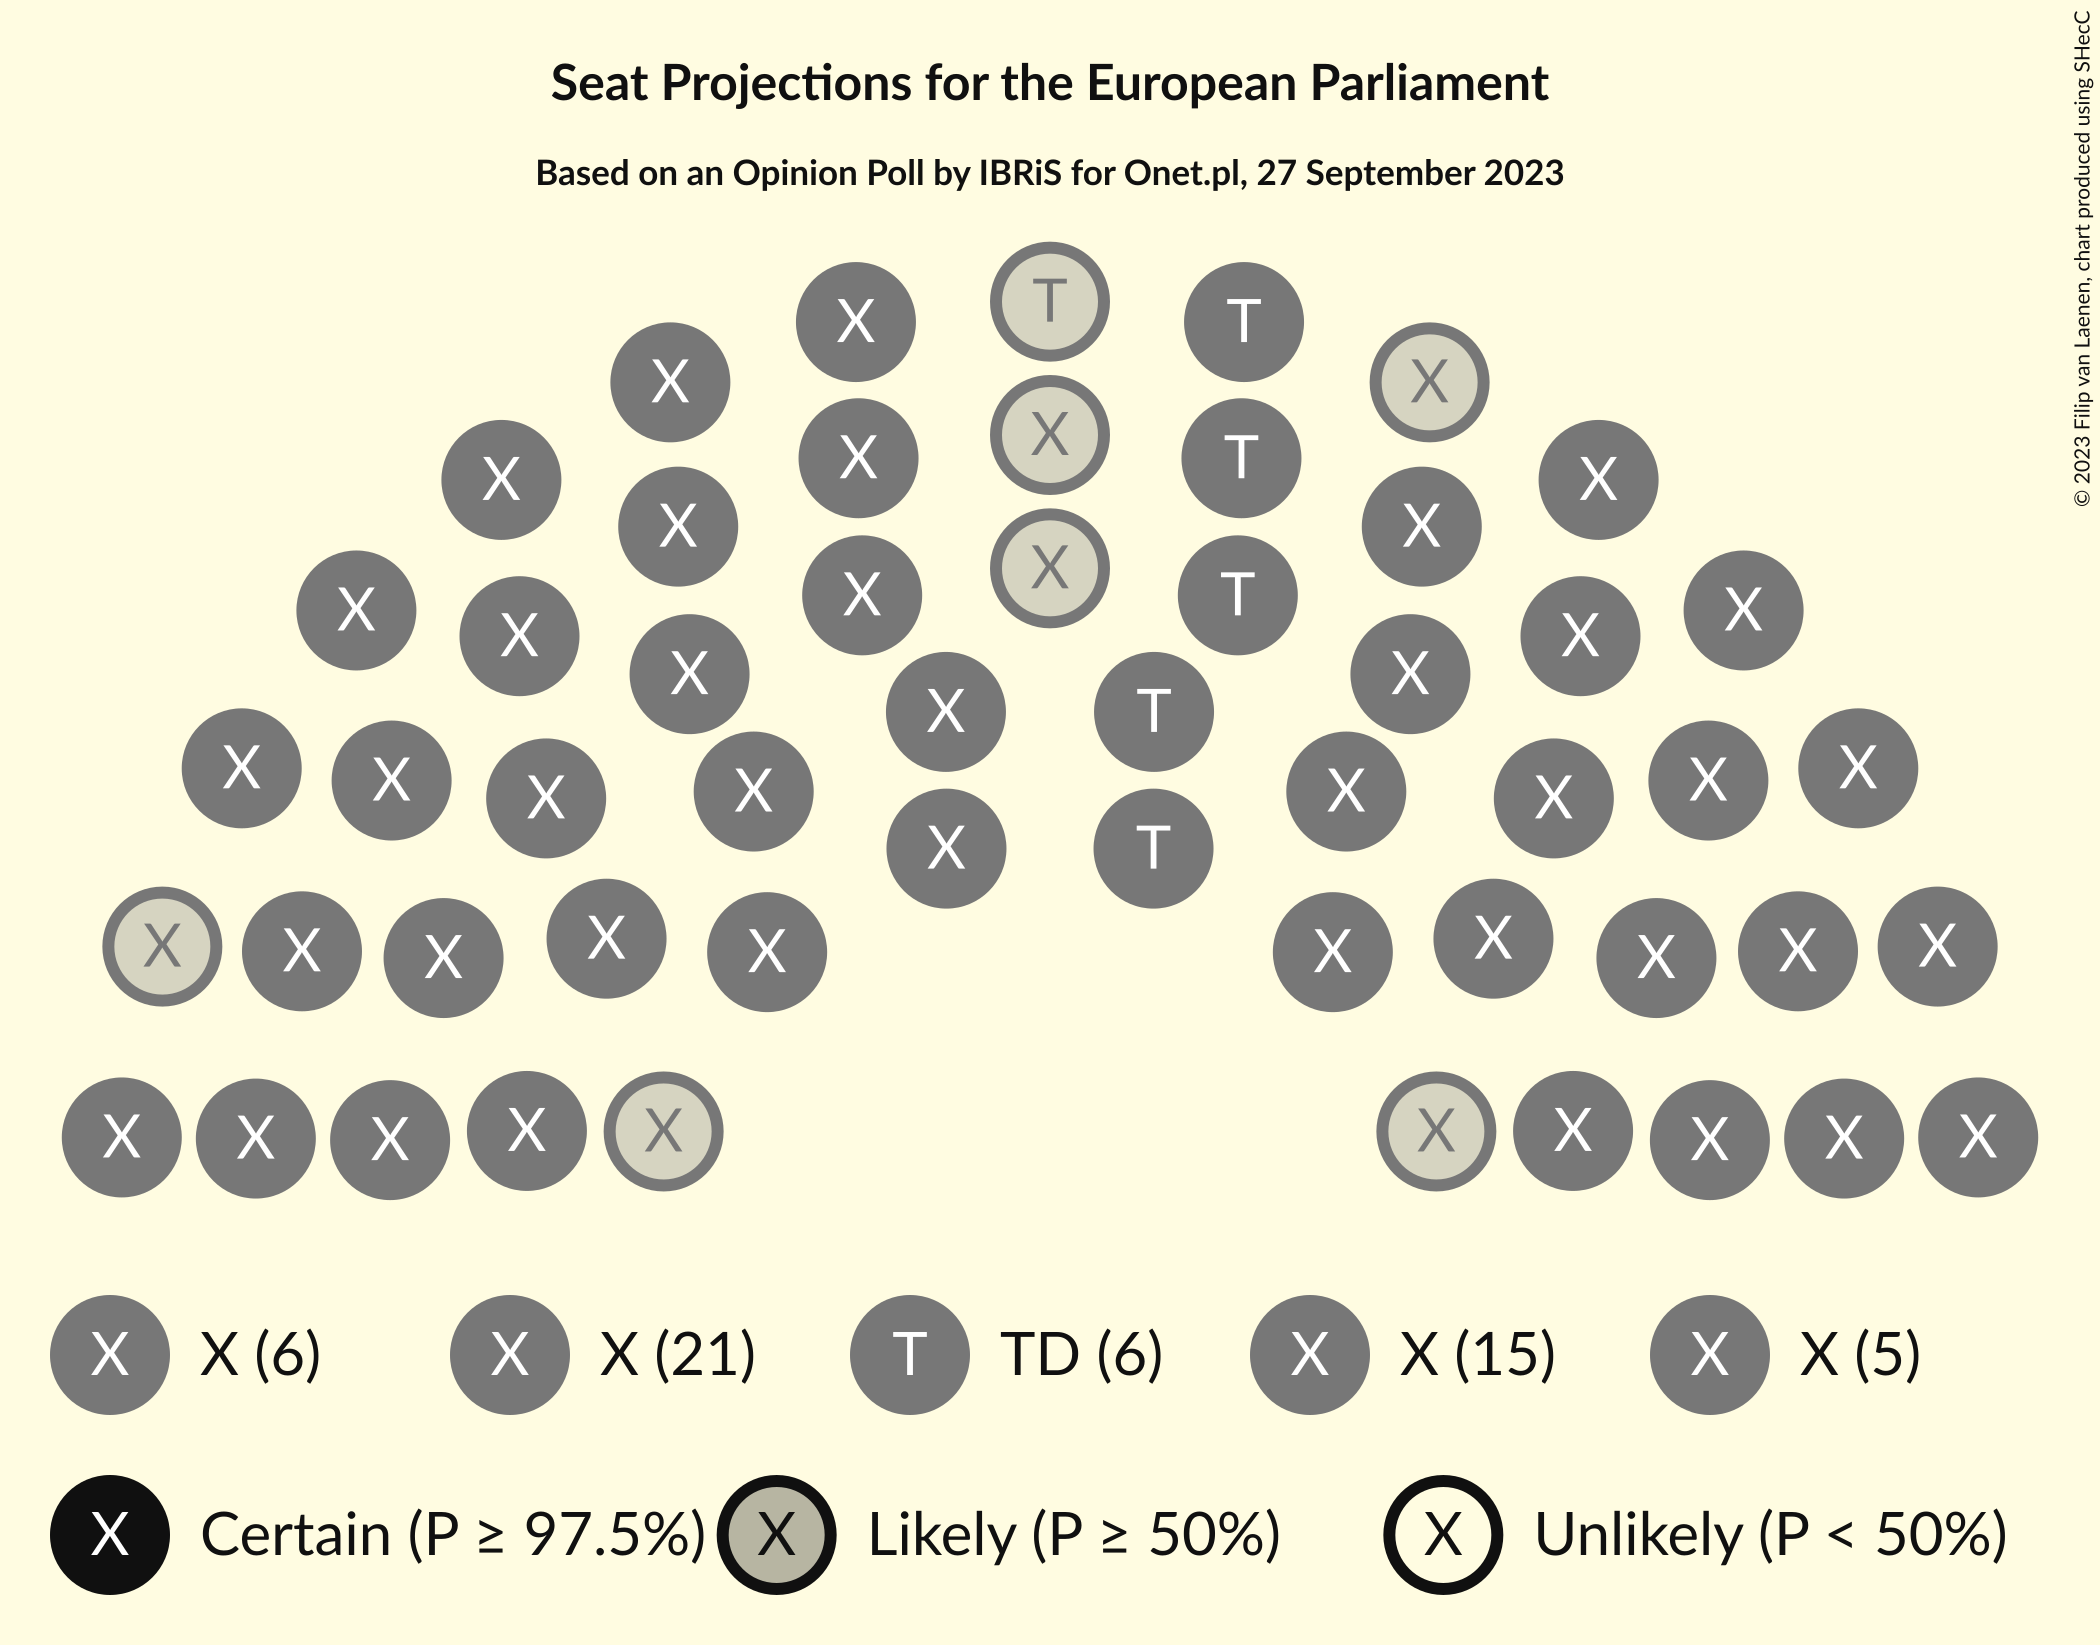 Seat Projections for the European Parliament
Based on an Opinion Poll by IBRiS for Onet.pl, 27 September 2023
© 2023 Filip van Laenen, chart produced using SHecC
T
X T
X X
X
X X
X T
X X
X
X X
X T
X X
X X
X T
X X
X X X X X X
X X
X T
X X X X X X X X X X
X X X X X X X X X X
X X (6) X X (21) T TD (6) X X (15) X X (5)
X Certain (P ≥ 97.5%) X Likely (P ≥ 50%) X Unlikely (P < 50%)